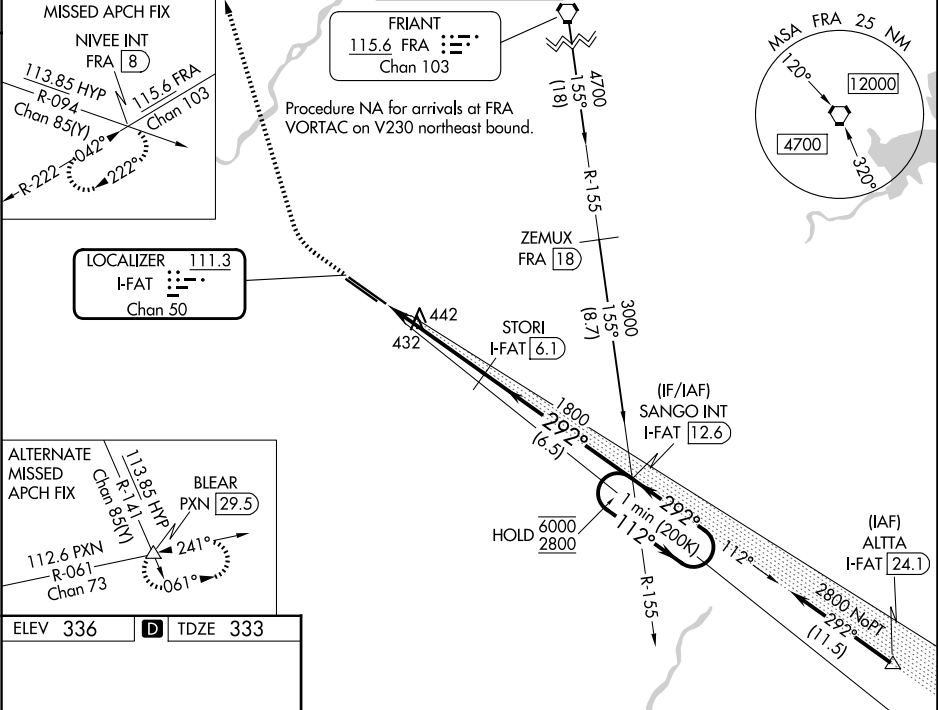 MISSED APCH FIX
NIVEE INT
FRA 8
113.85 HYP
R-094
Chan 85(Y)
115.6 FRA
Chan 103
R-222
042°
222°
FRIANT
115.6 FRA
Chan 103
Procedure NA for arrivals at FRA
VORTAC on V230 northeast bound.
4700
155°
(18)
R-155
MSA FRA 25 NM
120°
12000
4700
320°
ZEMUX
FRA 18
3000
155°
(8.7)
LOCALIZER 111.3
I-FAT
Chan 50
442
432
STORI
I-FAT 6.1
(IF/IAF)
SANGO INT
I-FAT 12.6
1800
292°
(6.5)
HOLD 6000
2800
1 min (200K)
292°
112°
112°
R-155
(IAF)
ALTTA
I-FAT 24.1
2800 NoPT
292°
(11.5)
ALTERNATE
MISSED
APCH FIX
113.85 HYP
R-141
Chan 85(Y)
BLEAR
PXN 29.5
112.6 PXN
R-061
Chan 73
241°
061°
ELEV 336 D TDZE 333